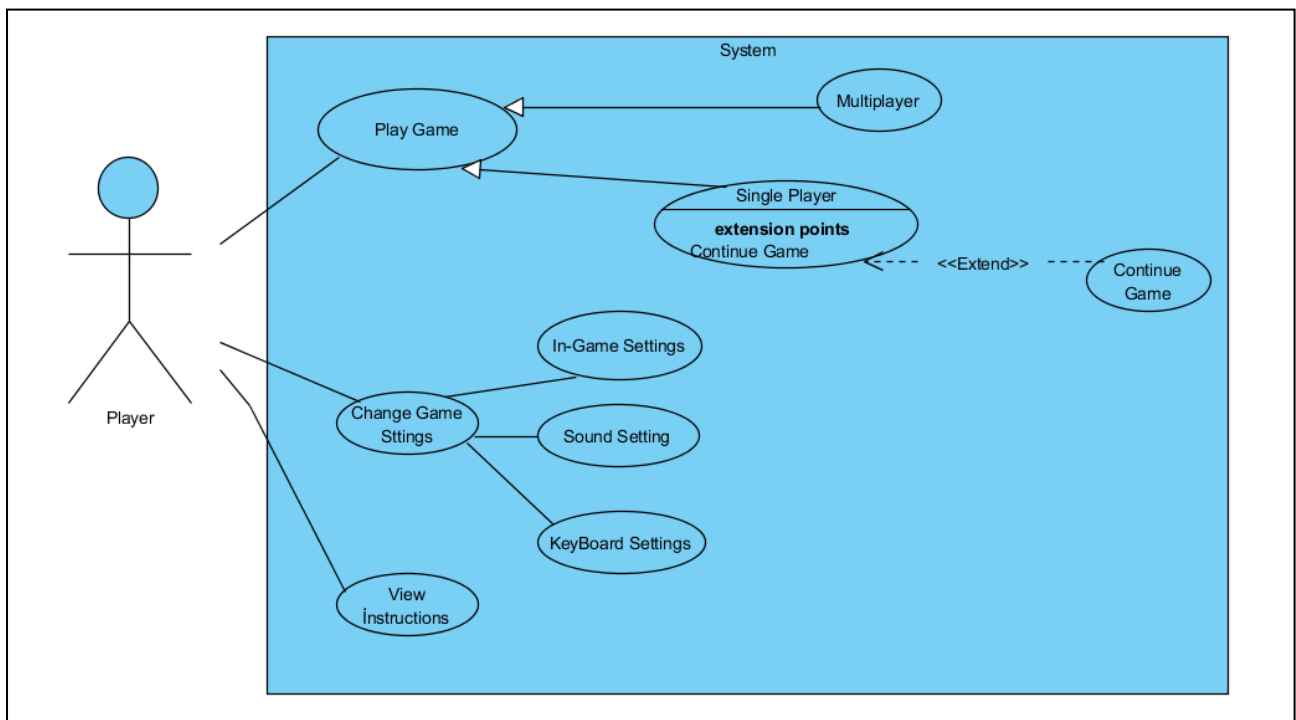 System
Multiplayer
Play Game
Single Player
extension points
Continue Game
<<Extend>>
Continue
Game
In-Game Settings
Player
Change Game
Sttings
Sound Setting
KeyBoard Settings
View
İnstructions